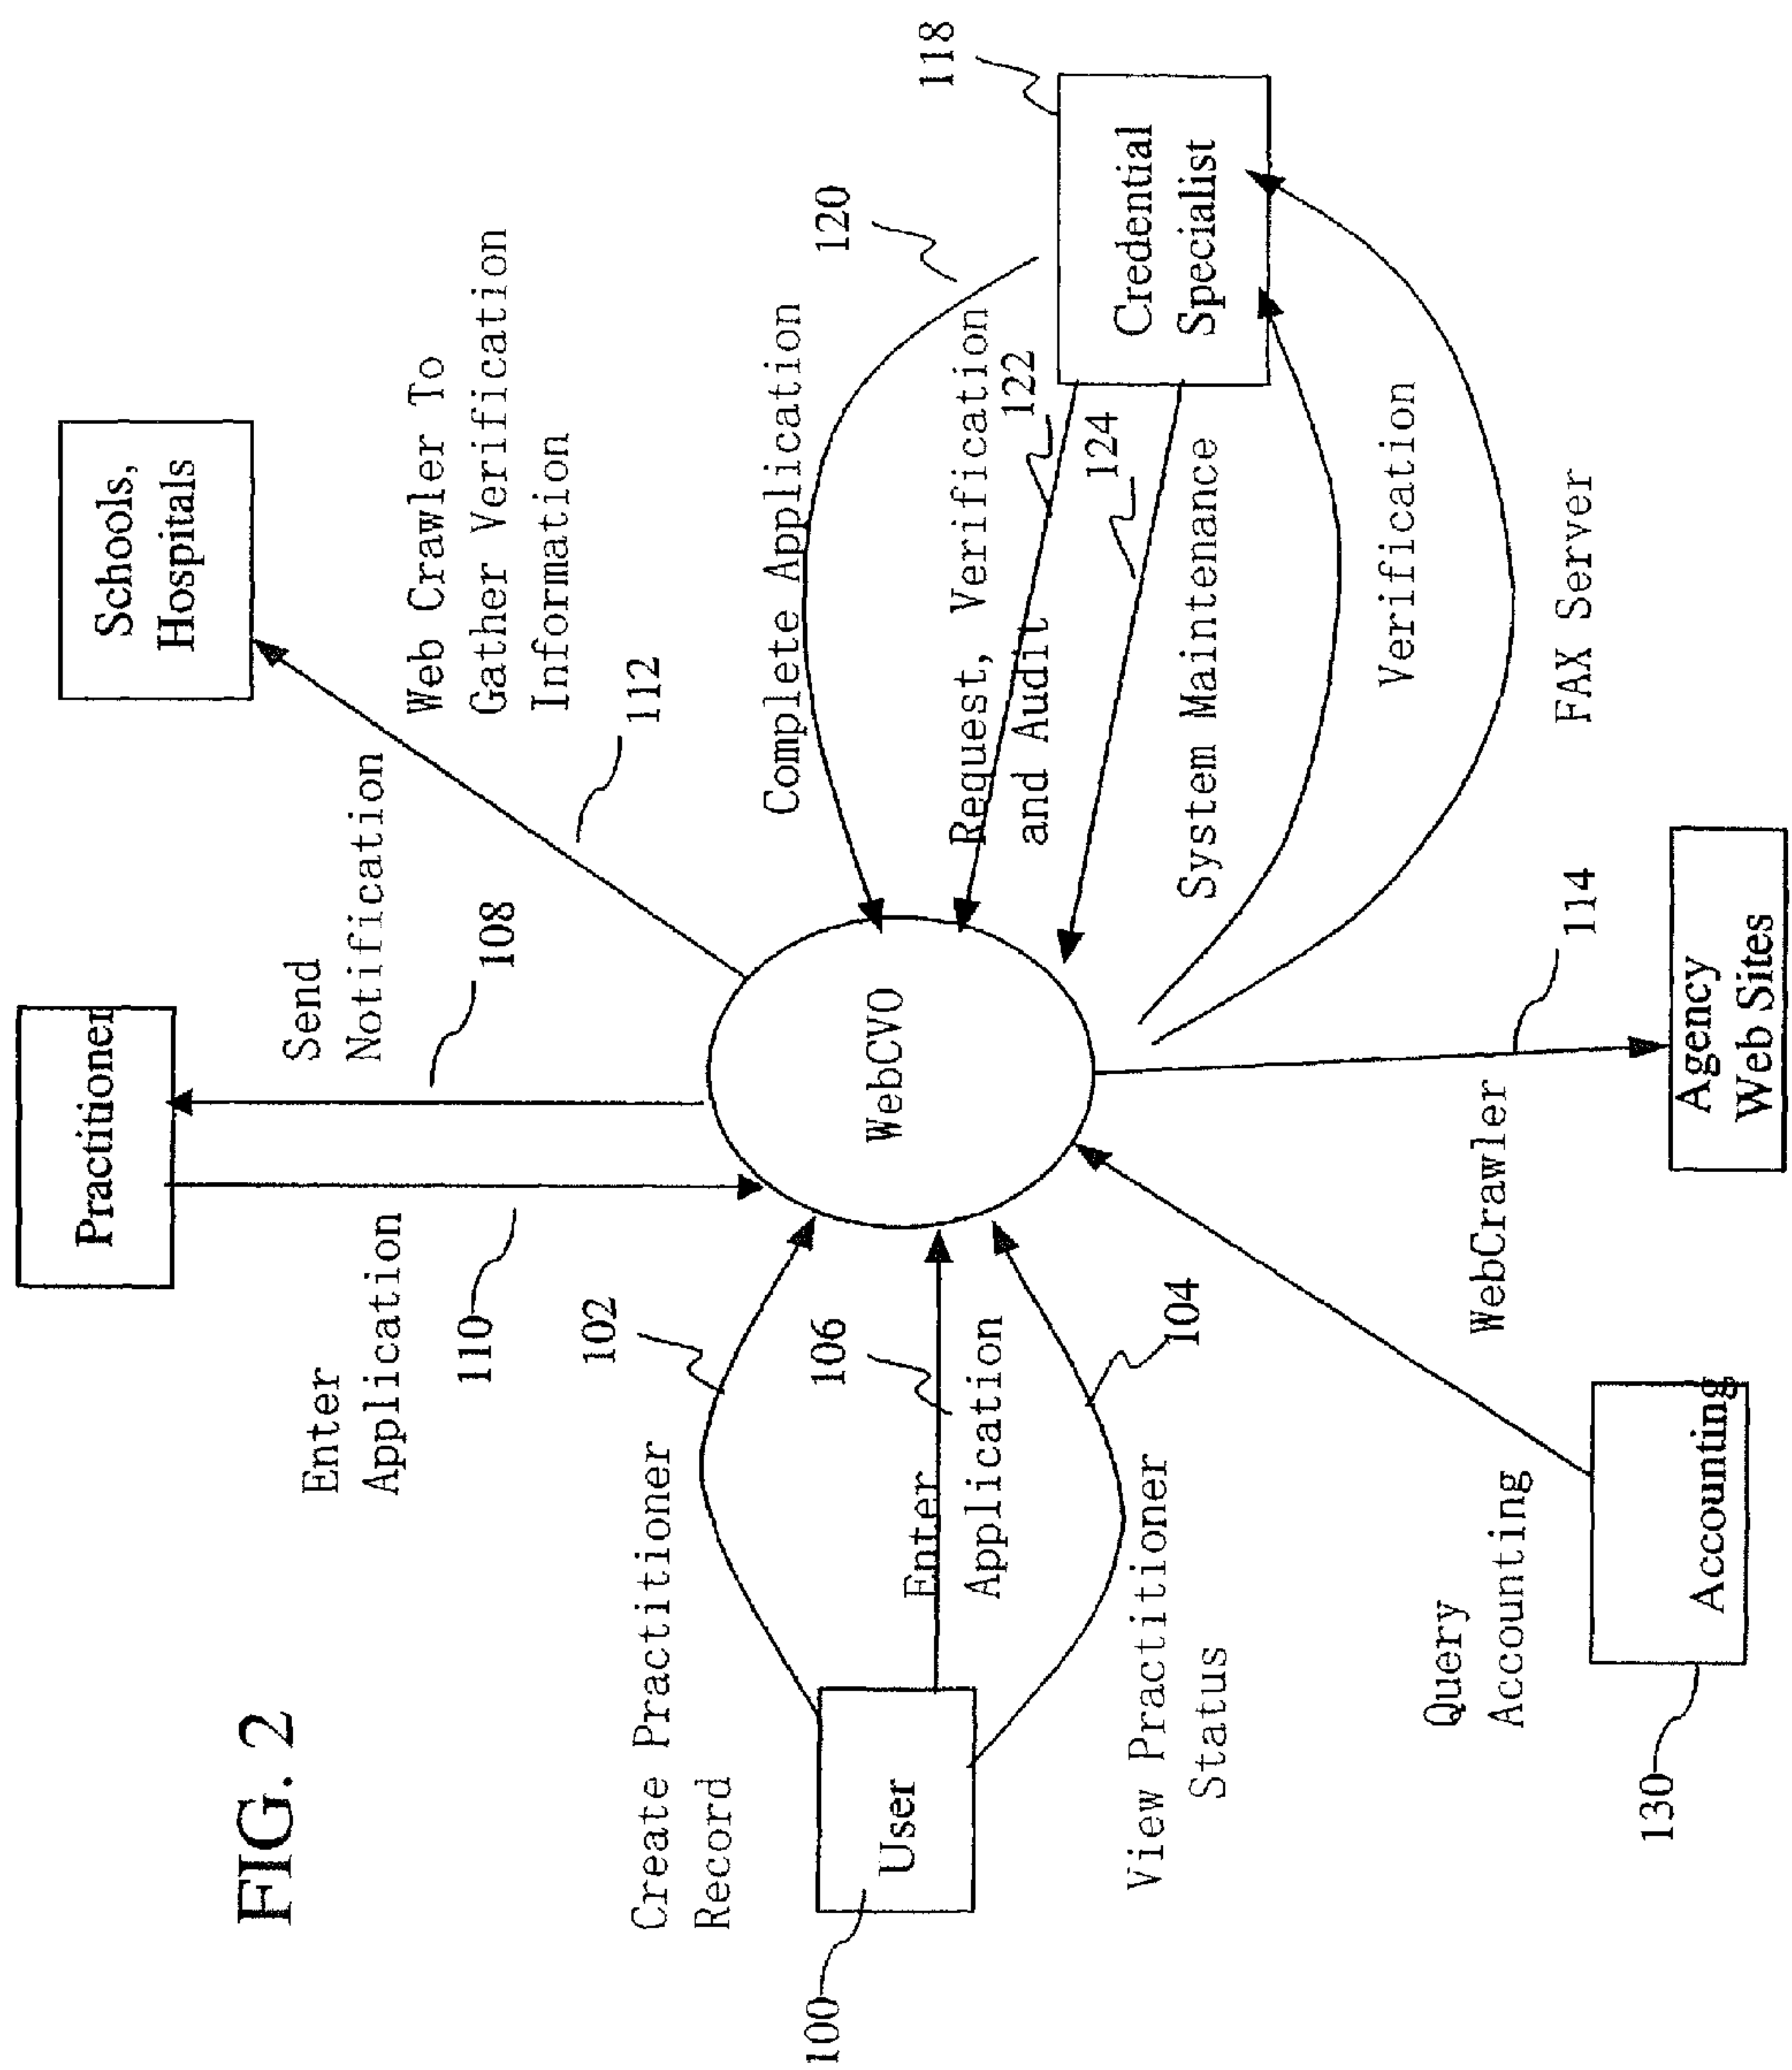 FIG. 2
Practitioner
Schools,
Hospitals
Enter
Application
110
Send
Notification
108
Web Crawler To
Gather Verification
Information
112
118
Create Practitioner
Record
102
Complete Application
120
User
100
Enter
Application
106
WebCVO
Request, Verification
and Audit
122
Credential
Specialist
124
View Practitioner
Status
104
System Maintenance
Verification
Query
Accounting
WebCrawler
114
FAX Server
130
Accounting
Agency
Web Sites